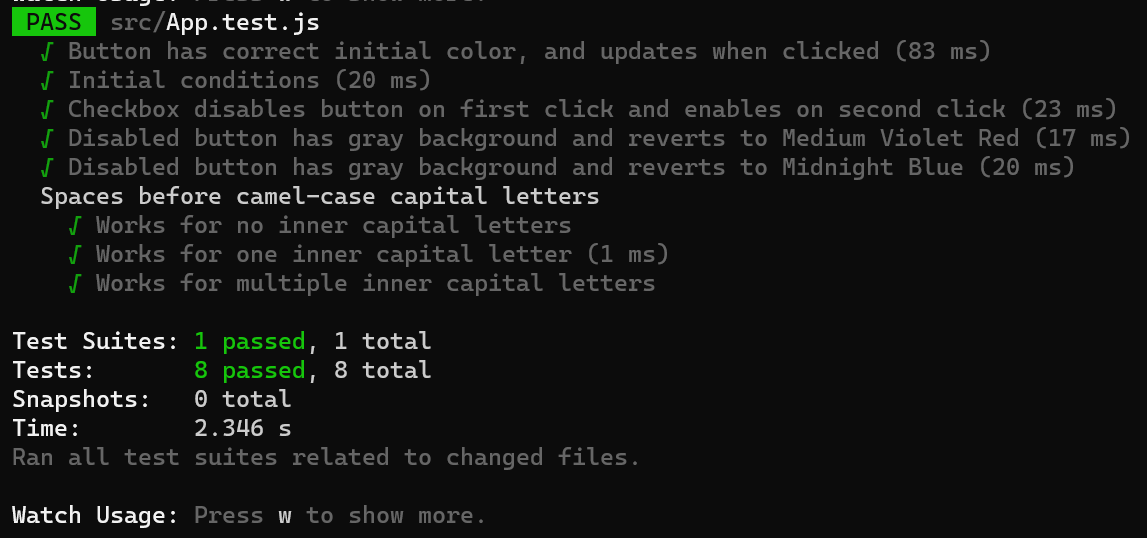 PASS src/App.test.js
√ Button has correct initial color, and updates when clicked (83 ms)
√ Initial conditions (20 ms)
√ Checkbox disables button on first click and enables on second click (23 ms)
√ Disabled button has gray background and reverts to Medium Violet Red (17 ms)
√ Disabled button has gray background and reverts to Midnight Blue (20 ms)
Spaces before camel-case capital letters
√ Works for no inner capital letters
√ Works for one inner capital letter (1 ms)
√ Works for multiple inner capital letters
Test Suites: 1 passed, 1 total
Tests: 8 passed, 8 total
Snapshots: 0 total
Time: 2.346 s
Ran all test suites related to changed files.
Watch Usage: Press w to show more.